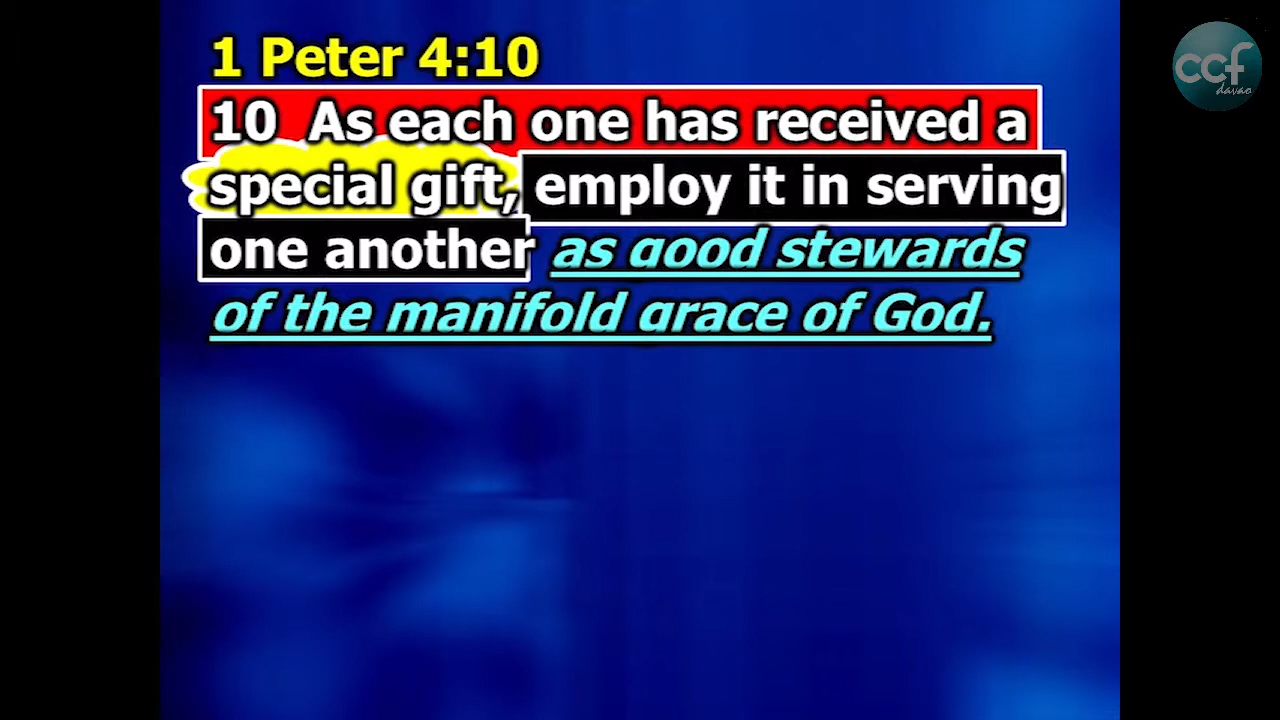 1 Peter 4:10
10 As each one has received a
special gift, employ it in serving
one another as good stewards
of the manifold grace of God.
ccf
davao